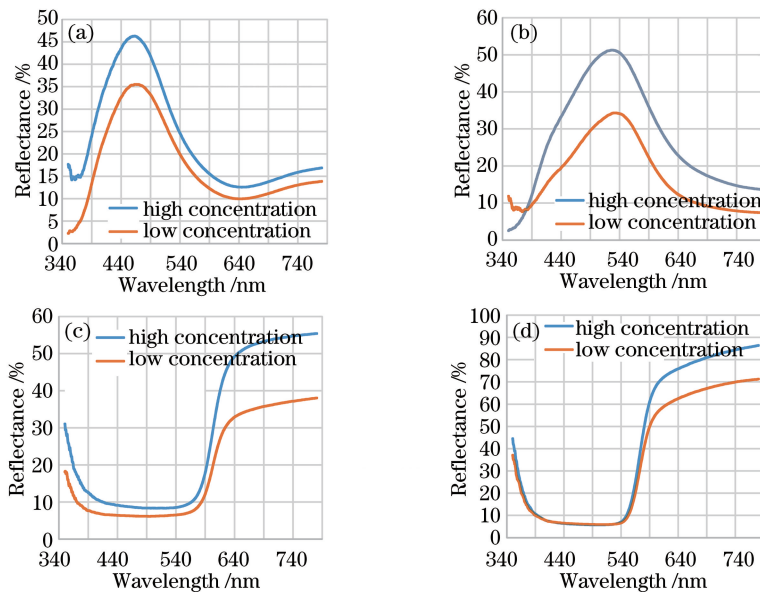 (a)
Reflectance /%
50
45
40
35
30
25
20
15
10
5
0
high concentration
low concentration
340 440 540 640 740
Wavelength /nm
(b)
Reflectance /%
60
50
40
30
20
10
0
high concentration
low concentration
340 440 540 640 740
Wavelength /nm
(c)
Reflectance /%
60
50
40
30
20
10
0
high concentration
low concentration
340 440 540 640 740
Wavelength /nm
(d)
Reflectance /%
100
90
80
70
60
50
40
30
20
10
0
high concentration
low concentration
340 440 540 640 740
Wavelength /nm